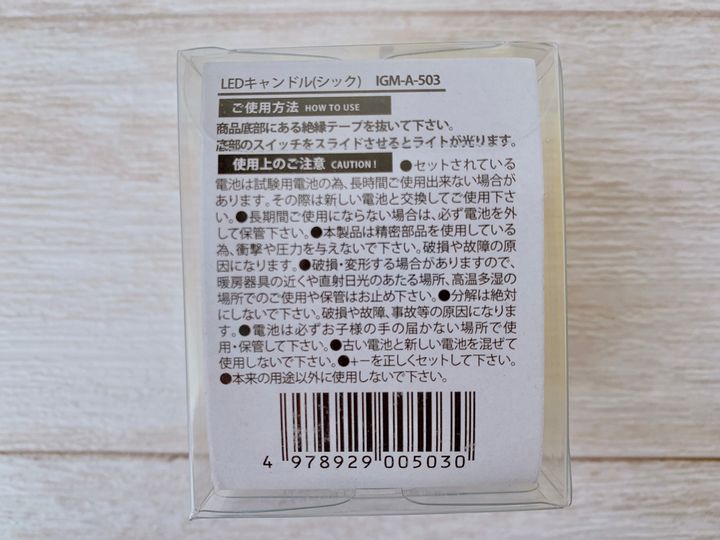 LEDキャンドル(シック) IGM-A-503
ご使用方法 HOW TO USE
商品底部にある絶縁テープを抜いて下さい。
底部のスイッチをスライドさせるとライトが光ります。
使用上のご注意 CAUTION! ●セットされている
電池は試験用電池の為、長時間ご使用出来ない場合が
あります。その際は新しい電池と交換してご使用下さ
い。●長期間ご使用にならない場合は、必ず電池を外
して保管下さい。●本製品は精密部品を使用している
為、衝撃や圧力を与えないで下さい。破損や故障の原
因になります。●破損・変形する場合がありますので、
暖房器具の近くや直射日光のあたる場所、高温多湿の
場所でのご使用や保管はお止め下さい。●分解は絶対
にしないで下さい。破損や故障、事故等の原因になりま
す。●電池は必ずお子様の手の届かない場所で使
用・保管して下さい。●古い電池と新しい電池を混ぜて
使用しないで下さい。●+-を正しくセットして下さい。
●本来の用途以外に使用しないで下さい。
4 978929 005030